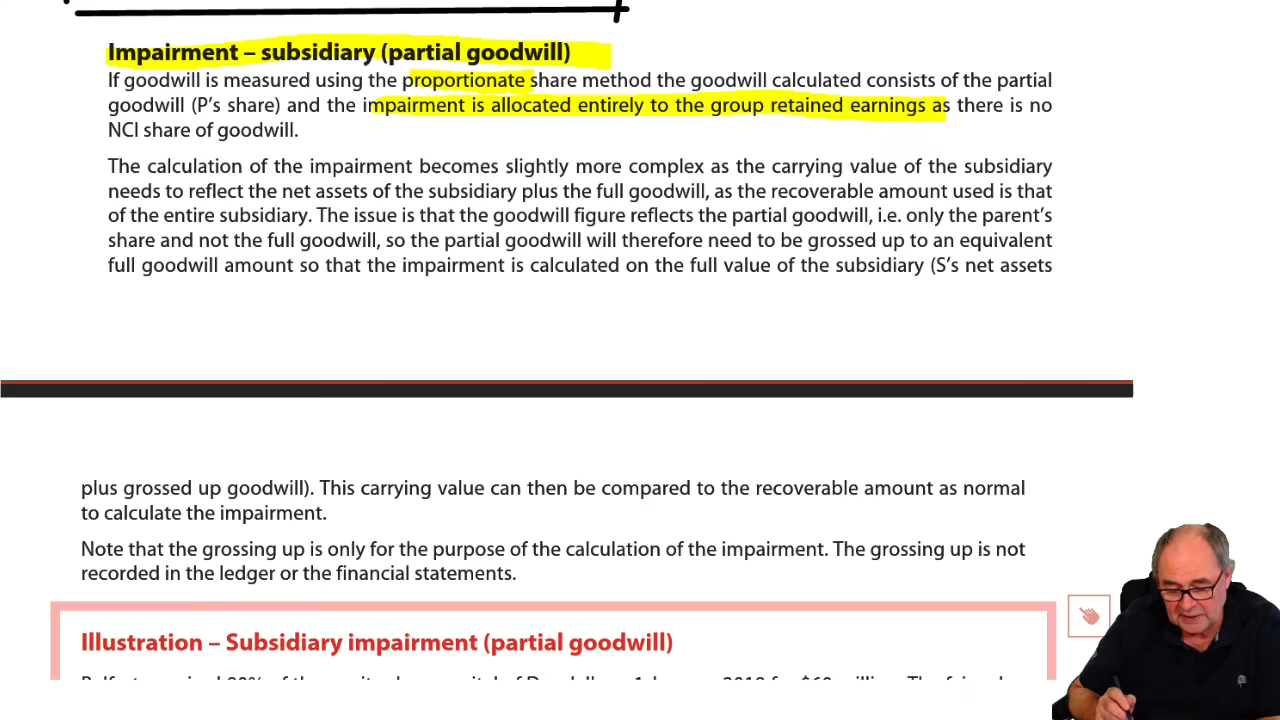 Impairment – subsidiary (partial goodwill)
If goodwill is measured using the proportionate share method the goodwill calculated consists of the partial
goodwill (P's share) and the impairment is allocated entirely to the group retained earnings as there is no
NCI share of goodwill.
The calculation of the impairment becomes slightly more complex as the carrying value of the subsidiary
needs to reflect the net assets of the subsidiary plus the full goodwill, as the recoverable amount used is that
of the entire subsidiary. The issue is that the goodwill figure reflects the partial goodwill, i.e. only the parent's
share and not the full goodwill, so the partial goodwill will therefore need to be grossed up to an equivalent
full goodwill amount so that the impairment is calculated on the full value of the subsidiary (S's net assets
plus grossed up goodwill). This carrying value can then be compared to the recoverable amount as normal
to calculate the impairment.
Note that the grossing up is only for the purpose of the calculation of the impairment. The grossing up is not
recorded in the ledger or the financial statements.
Illustration – Subsidiary impairment (partial goodwill)